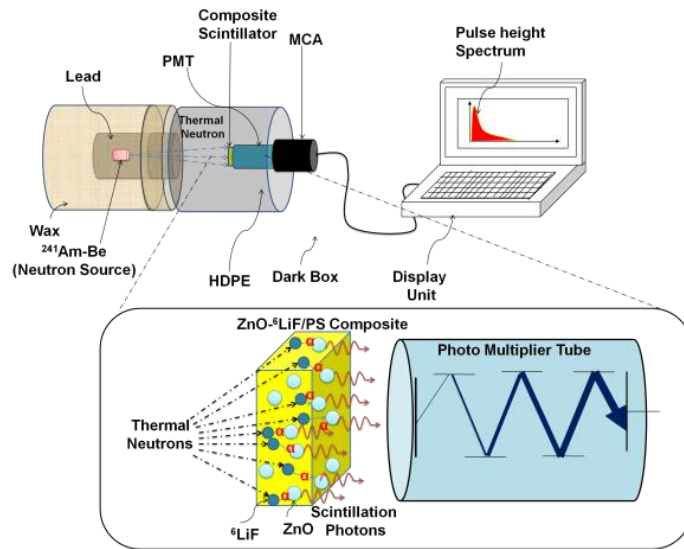 Composite
Scintillator
MCA
Pulse height
Spectrum
PMT
Lead
Thermal
Neutron
Wax
²⁴¹Am-Be
(Neutron Source)
HDPE
Dark Box
Display
Unit
ZnO-⁶LiF/PS Composite
Photo Multiplier Tube
α
α
α
α
α
α
α
Thermal
Neutrons
Scintillation
Photons
⁶LiF
ZnO